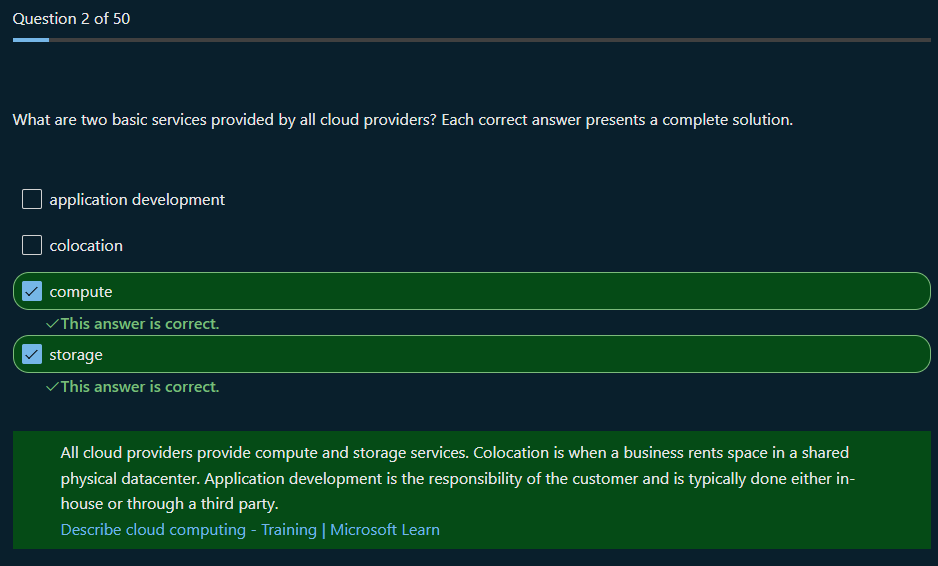 Question 2 of 50
What are two basic services provided by all cloud providers? Each correct answer presents a complete solution.
application development
colocation
compute
✓This answer is correct.
storage
✓This answer is correct.
All cloud providers provide compute and storage services. Colocation is when a business rents space in a shared
physical datacenter. Application development is the responsibility of the customer and is typically done either in-
house or through a third party.
Describe cloud computing - Training | Microsoft Learn